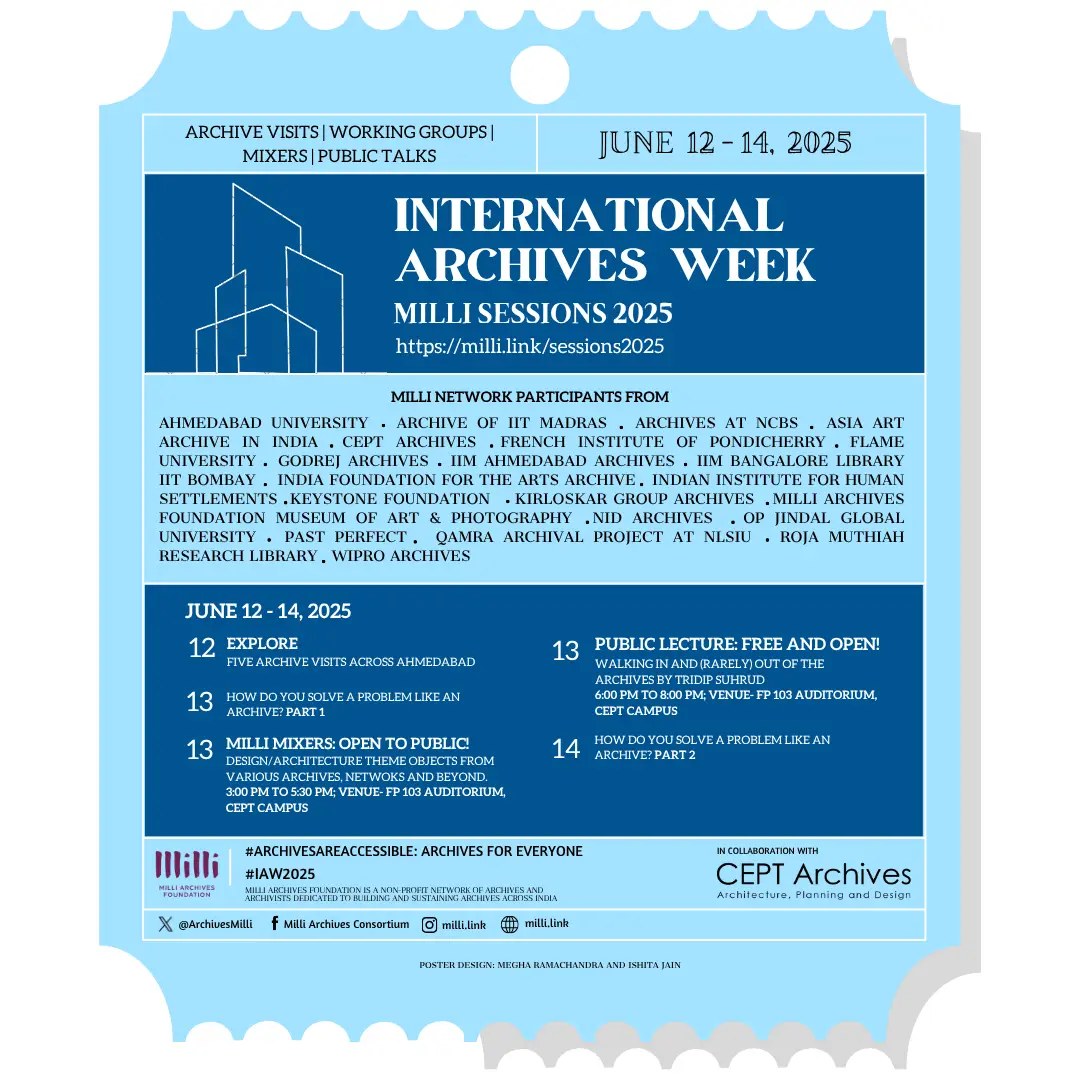 ARCHIVE VISITS | WORKING GROUPS |
MIXERS | PUBLIC TALKS
JUNE 12 - 14, 2025
INTERNATIONAL
ARCHIVES WEEK
MILLI SESSIONS 2025
https://milli.link/sessions2025
MILLI NETWORK PARTICIPANTS FROM
AHMEDABAD UNIVERSITY . ARCHIVE OF IIT MADRAS . ARCHIVES AT NCBS . ASIA ART
ARCHIVE IN INDIA . CEPT ARCHIVES . FRENCH INSTITUTE OF PONDICHERRY . FLAME
UNIVERSITY . GODREJ ARCHIVES . IIM AHMEDABAD ARCHIVES . IIM BANGALORE LIBRARY
IIT BOMBAY . INDIA FOUNDATION FOR THE ARTS ARCHIVE . INDIAN INSTITUTE FOR HUMAN
SETTLEMENTS . KEYSTONE FOUNDATION . KIRLOSKAR GROUP ARCHIVES . MILLI ARCHIVES
FOUNDATION MUSEUM OF ART & PHOTOGRAPHY . NID ARCHIVES . OP JINDAL GLOBAL
UNIVERSITY . PAST PERFECT . QAMRA ARCHIVAL PROJECT AT NLSIU . ROJA MUTHIAH
RESEARCH LIBRARY . WIPRO ARCHIVES
JUNE 12 - 14, 2025
12 EXPLORE
FIVE ARCHIVE VISITS ACROSS AHMEDABAD
13 HOW DO YOU SOLVE A PROBLEM LIKE AN
ARCHIVE? PART 1
13 MILLI MIXERS: OPEN TO PUBLIC!
DESIGN/ARCHITECTURE THEME OBJECTS FROM
VARIOUS ARCHIVES, NETWOKS AND BEYOND.
3:00 PM TO 5:30 PM; VENUE- FP 103 AUDITORIUM,
CEPT CAMPUS
13 PUBLIC LECTURE: FREE AND OPEN!
WALKING IN AND (RARELY) OUT OF THE
ARCHIVES BY TRIDIP SUHRUD
6:00 PM TO 8:00 PM; VENUE- FP 103 AUDITORIUM,
CEPT CAMPUS
14 HOW DO YOU SOLVE A PROBLEM LIKE AN
ARCHIVE? PART 2
milli
MILLI ARCHIVES
FOUNDATION
#ARCHIVESAREACCESSIBLE: ARCHIVES FOR EVERYONE
#IAW2025
MILLI ARCHIVES FOUNDATION IS A NON-PROFIT NETWORK OF ARCHIVES AND
ARCHIVISTS DEDICATED TO BUILDING AND SUSTAINING ARCHIVES ACROSS INDIA
IN COLLABORATION WITH
CEPT Archives
Architecture, Planning and Design
@ArchivesMilli Milli Archives Consortium milli.link milli.link
POSTER DESIGN: MEGHA RAMACHANDRA AND ISHITA JAIN